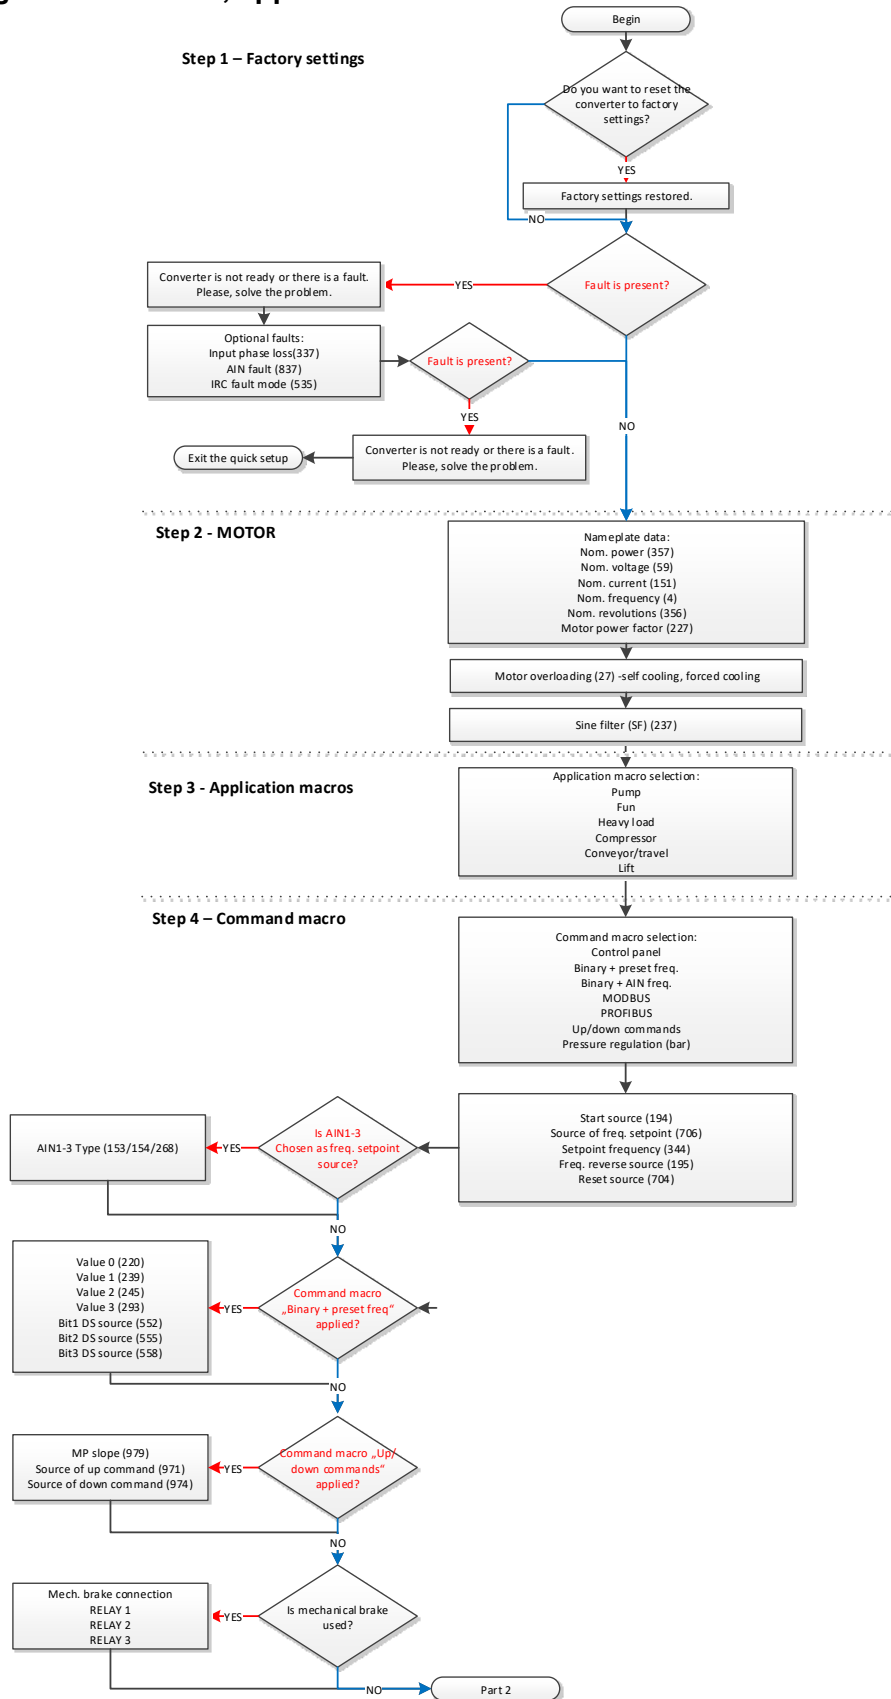 Begin
Step 1 – Factory settings
Do you want to reset the
converter to factory
settings?
YES
Factory settings restored.
NO
Converter is not ready or there is a fault.
Please, solve the problem.
YES
Fault is present?
Optional faults:
Input phase loss(337)
AIN fault (837)
IRC fault mode (535)
Fault is present?
YES
NO
Exit the quick setup
Converter is not ready or there is a fault.
Please, solve the problem.
Step 2 - MOTOR
Nameplate data:
Nom. power (357)
Nom. voltage (59)
Nom. current (151)
Nom. frequency (4)
Nom. revolutions (356)
Motor power factor (227)
Motor overloading (27) -self cooling, forced cooling
Sine filter (SF) (237)
Step 3 - Application macros
Application macro selection:
Pump
Fun
Heavy load
Compressor
Conveyor/travel
Lift
Step 4 – Command macro
Command macro selection:
Control panel
Binary + preset freq.
Binary + AIN freq.
MODBUS
PROFIBUS
Up/down commands
Pressure regulation (bar)
Start source (194)
Source of freq. setpoint (706)
Setpoint frequency (344)
Freq. reverse source (195)
Reset source (704)
Is AIN1-3
Chosen as freq. setpoint
source?
YES
AIN1-3 Type (153/154/268)
NO
Value 0 (220)
Value 1 (239)
Value 2 (245)
Value 3 (293)
Bit1 DS source (552)
Bit2 DS source (555)
Bit3 DS source (558)
YES
Command macro
„Binary + preset freq“
applied?
NO
MP slope (979)
Source of up command (971)
Source of down command (974)
YES
Command macro „Up/
down commands“
applied?
NO
Mech. brake connection
RELAY 1
RELAY 2
RELAY 3
YES
Is mechanical brake
used?
NO
Part 2